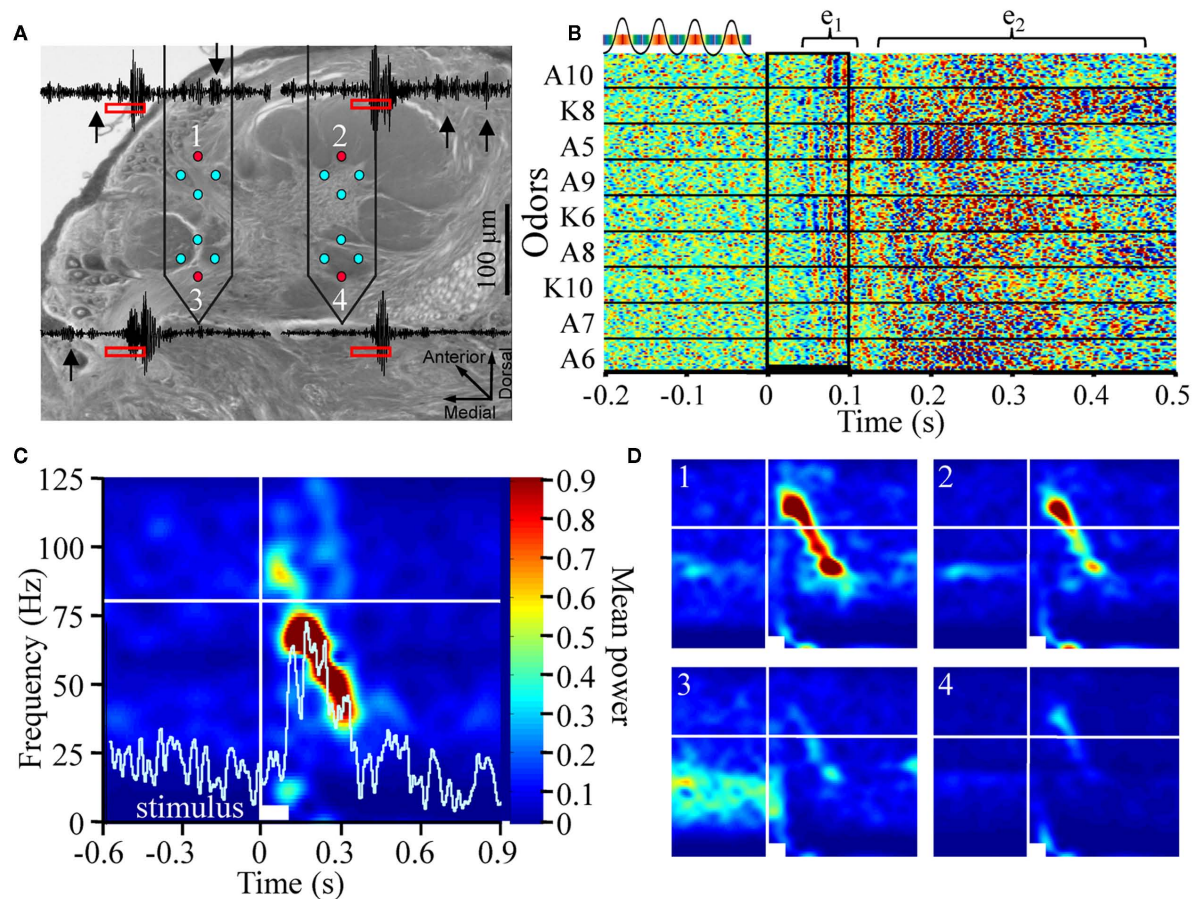 A
1
2
3
4
100 µm
Anterior
Dorsal
Medial
B
e1
e2
Odors
A10
K8
A5
A9
K6
A8
K10
A7
A6
-0.2 -0.1 0 0.1 0.2 0.3 0.4 0.5
Time (s)
C
Frequency (Hz)
125
100
75
50
25
0
stimulus
-0.6 -0.3 0 0.3 0.6 0.9
Time (s)
0.9
0.8
0.7
0.6
0.5
0.4
0.3
0.2
0.1
0
Mean power
D
1
2
3
4